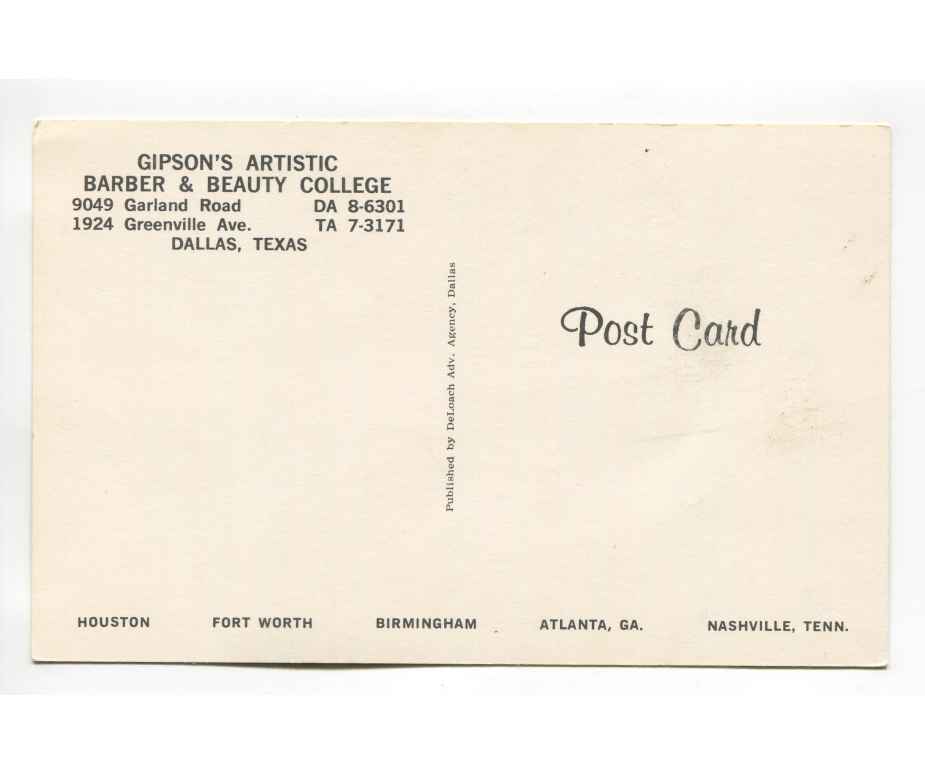 GIPSON'S ARTISTIC
BARBER & BEAUTY COLLEGE
9049 Garland Road DA 8-6301
1924 Greenville Ave. TA 7-3171
DALLAS, TEXAS
Published by DeLoach Adv. Agency, Dallas
Post Card
HOUSTON FORT WORTH BIRMINGHAM ATLANTA, GA. NASHVILLE, TENN.